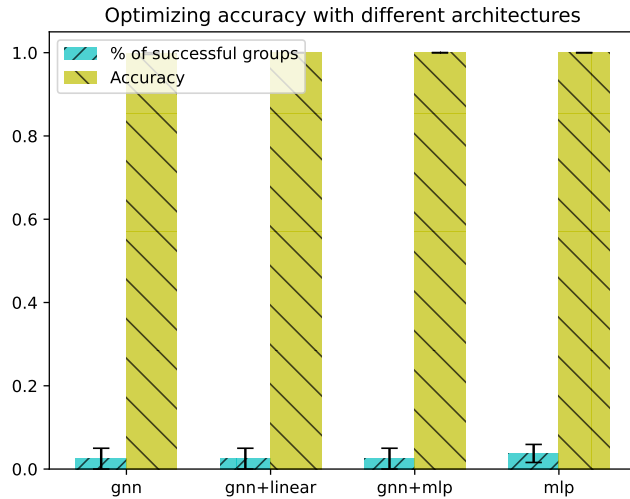 Optimizing accuracy with different architectures
% of successful groups
Accuracy
1.0
0.8
0.6
0.4
0.2
0.0
gnn gnn+linear gnn+mlp mlp